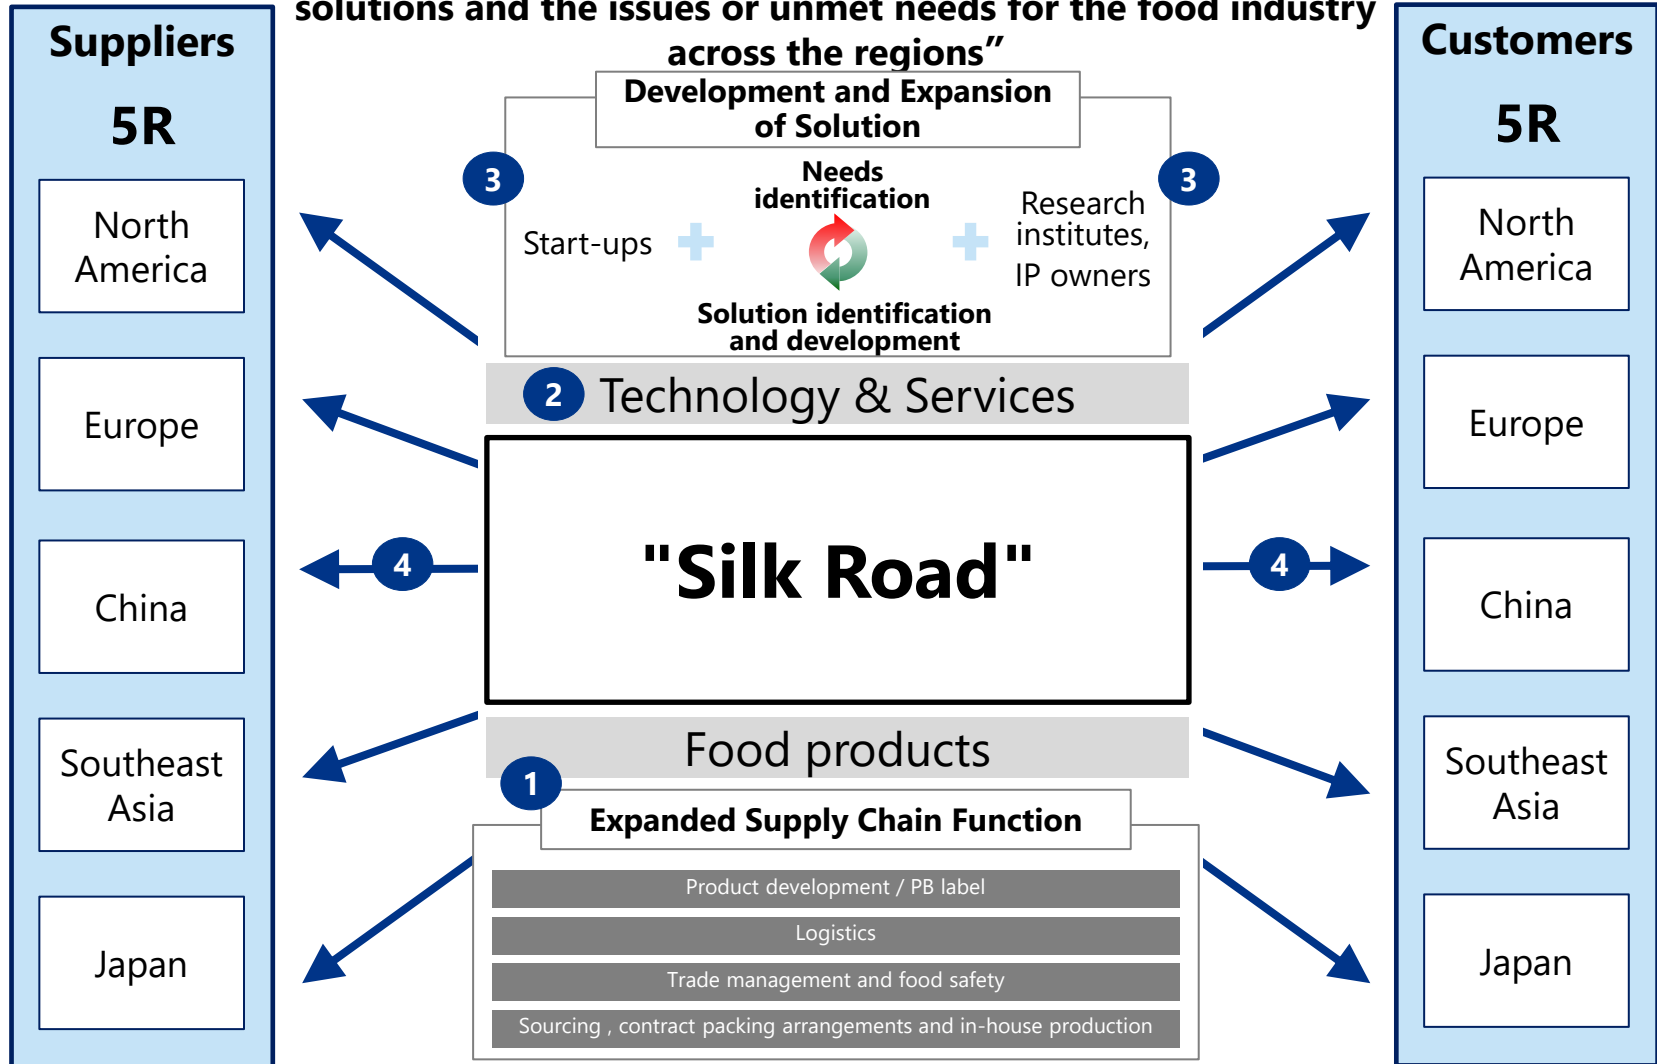 solutions and the issues or unmet needs for the food industry
across the regions”
Suppliers
5R
North
America
Europe
China
Southeast
Asia
Japan
Development and Expansion
of Solution
3
3
Needs
identification
Start-ups
Research
institutes,
IP owners
Solution identification
and development
2 Technology & Services
4
"Silk Road"
4
Food products
1
Expanded Supply Chain Function
Product development / PB label
Logistics
Trade management and food safety
Sourcing , contract packing arrangements and in-house production
Customers
5R
North
America
Europe
China
Southeast
Asia
Japan